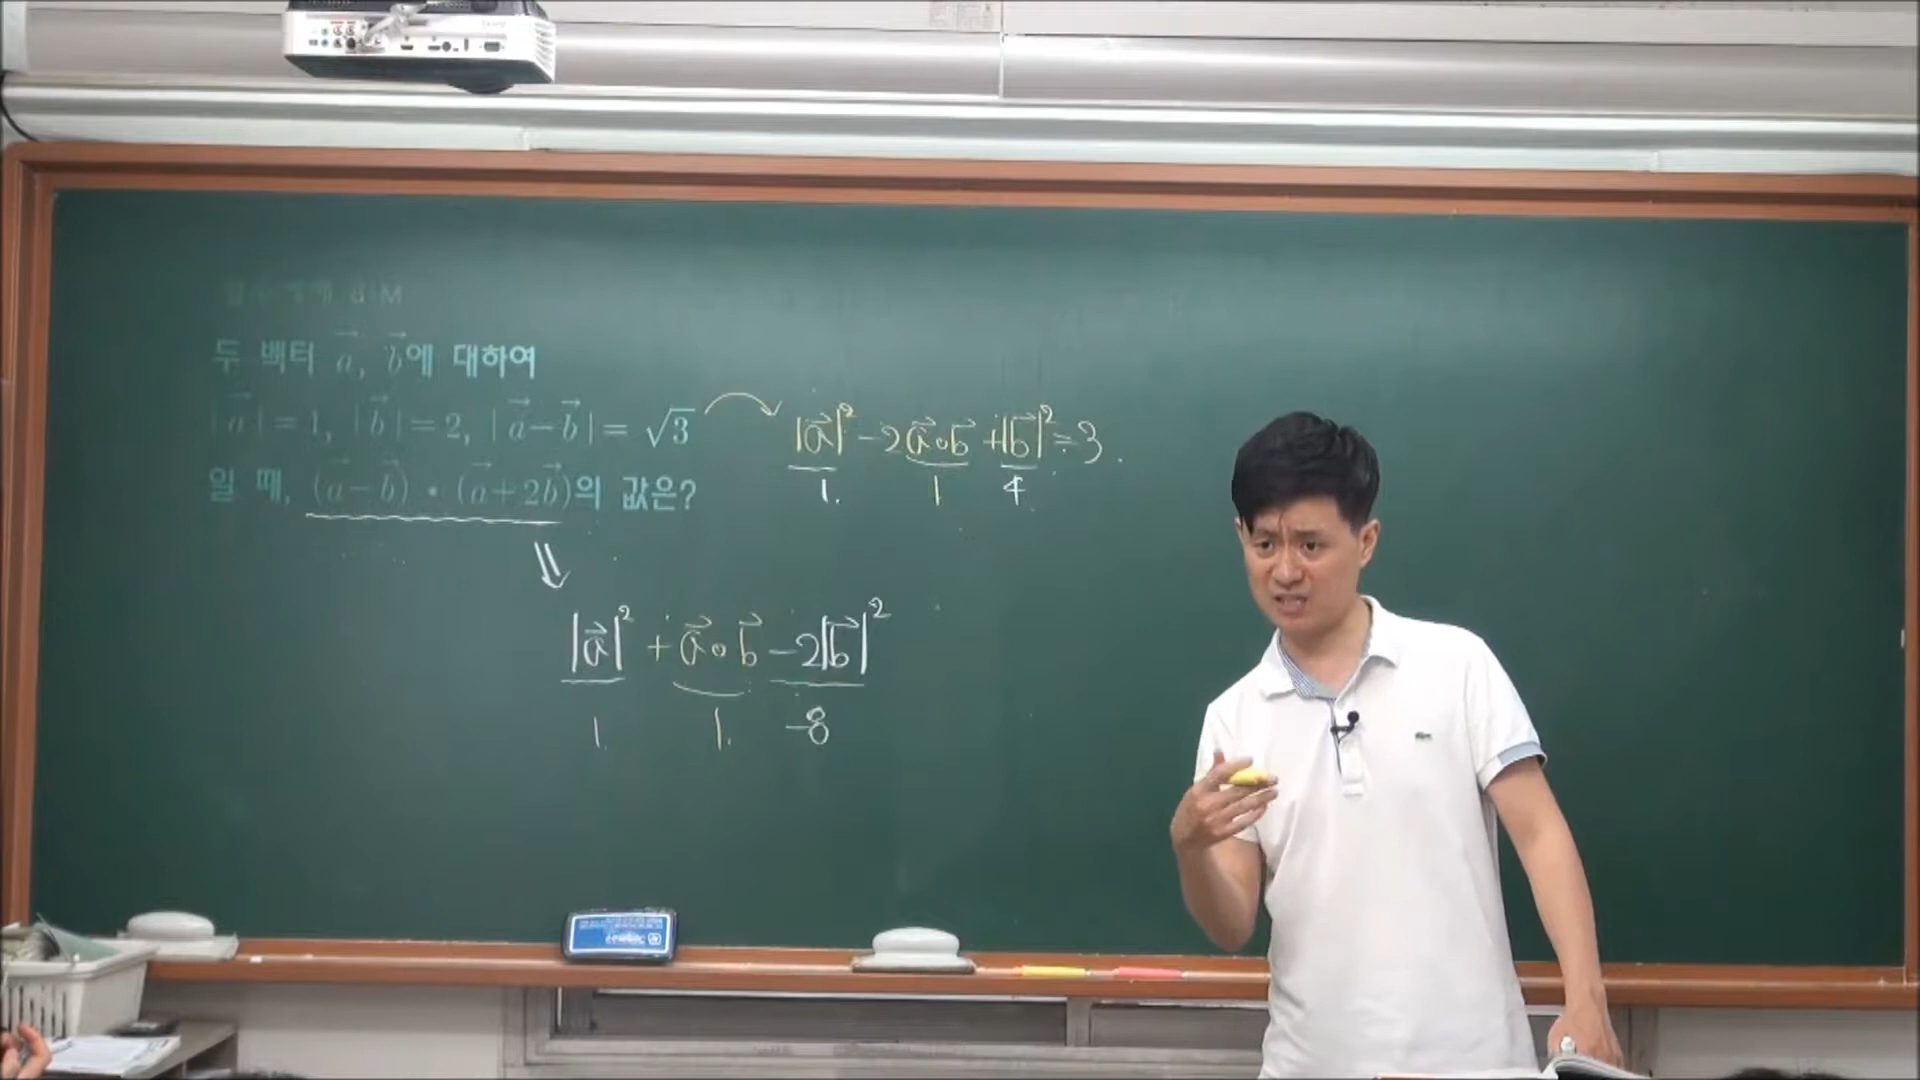 두 벡터 a⃗, b⃗에 대하여
|a⃗|=1, |b⃗|=2, |a⃗−b⃗|= √3
일 때, (a⃗−b⃗)•(a⃗+2b⃗)의 값은?
|a⃗|² −2a⃗∘b⃗ +|b⃗|² =3.
1. 1 4
|a⃗|² + a⃗∘b⃗ −2|b⃗|²
1. 1. −8